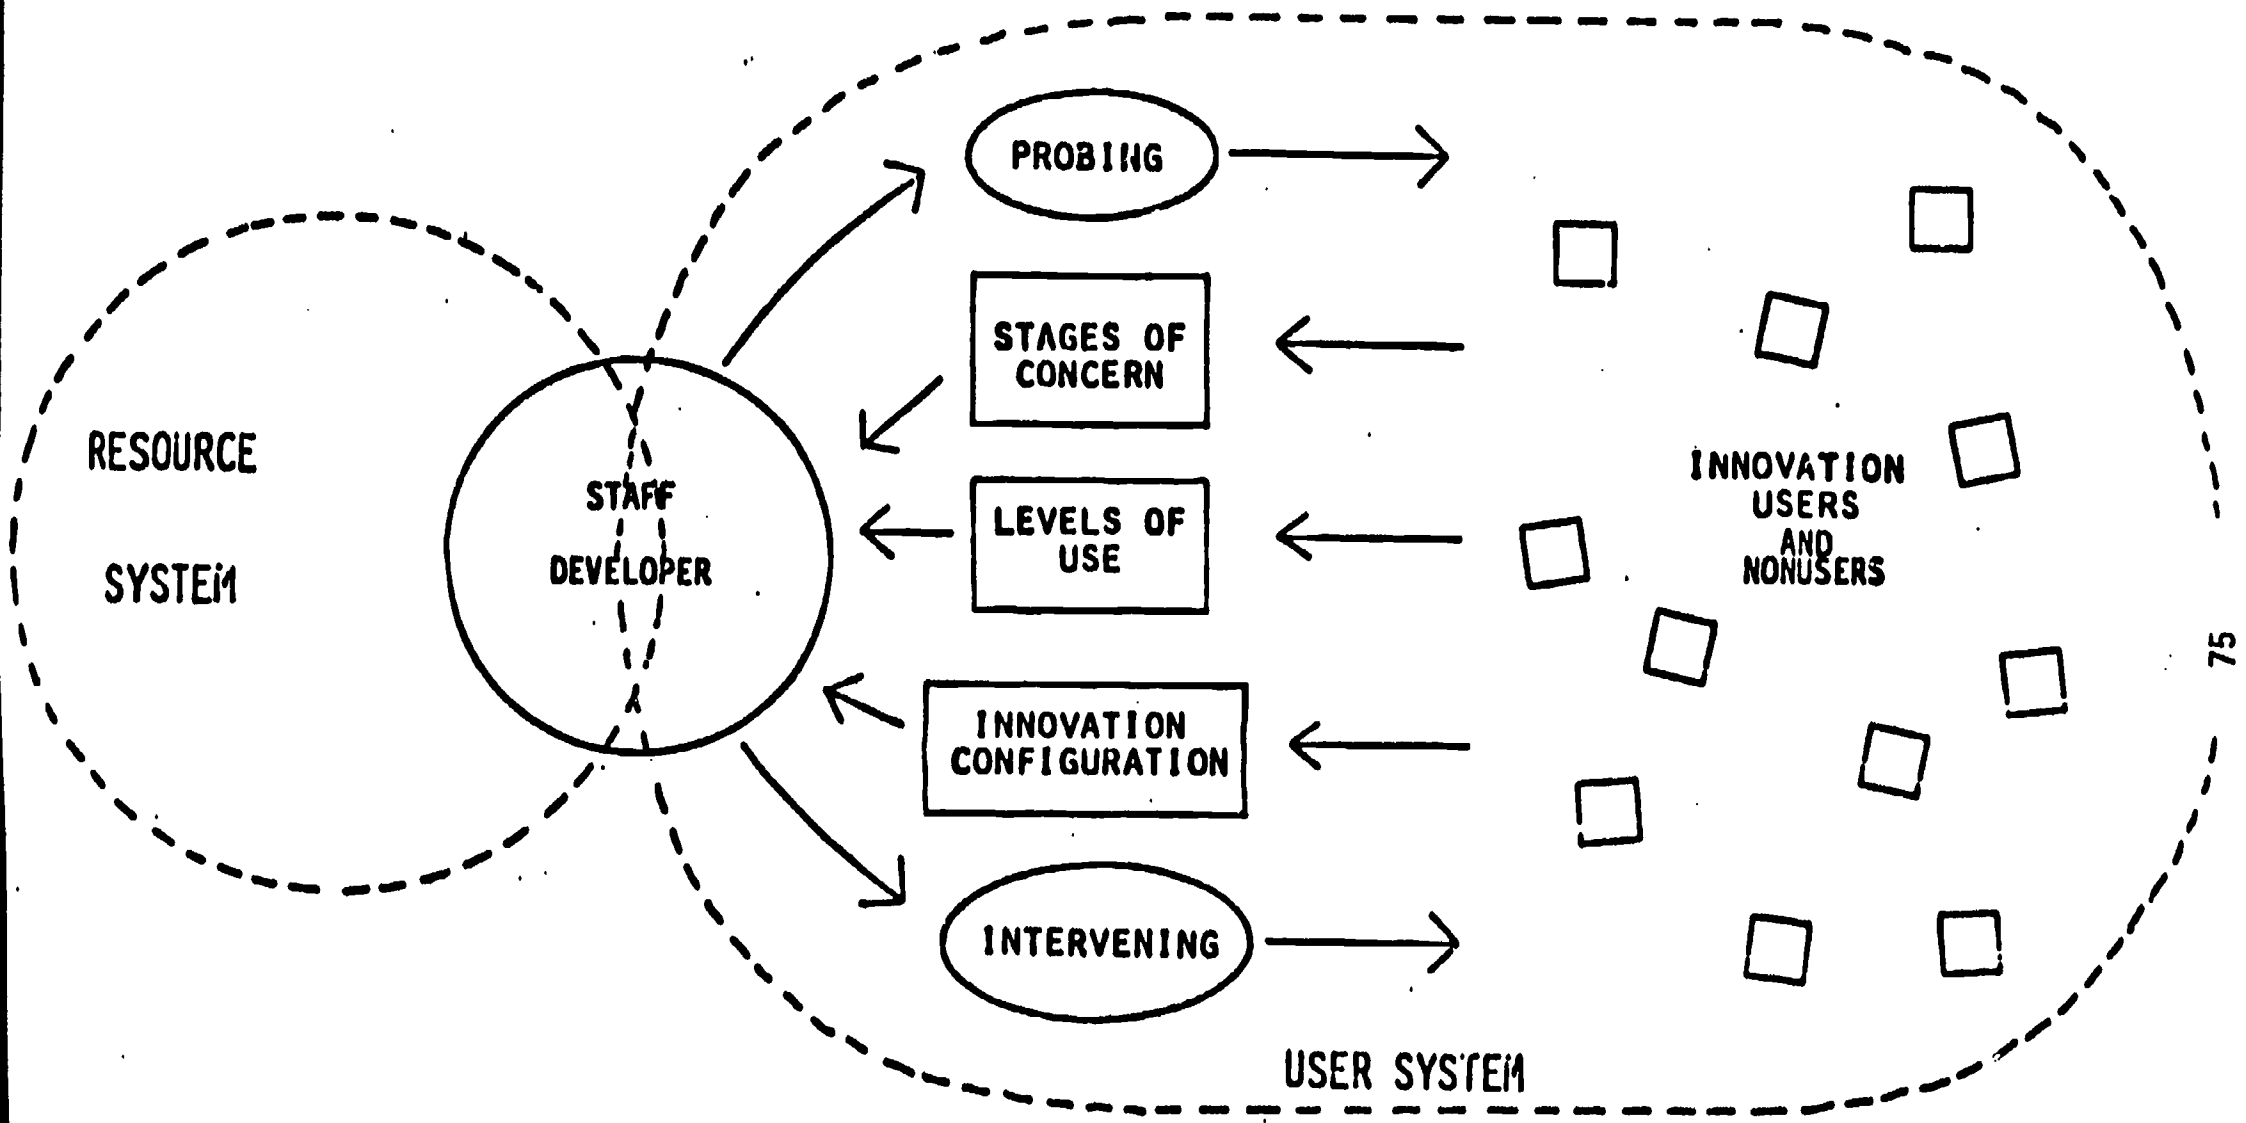 RESOURCE
SYSTEM
STAFF
DEVELOPER
PROBING
STAGES OF
CONCERN
LEVELS OF
USE
INNOVATION
CONFIGURATION
INTERVENING
INNOVATION
USERS
AND
NONUSERS
USER SYSTEM
75